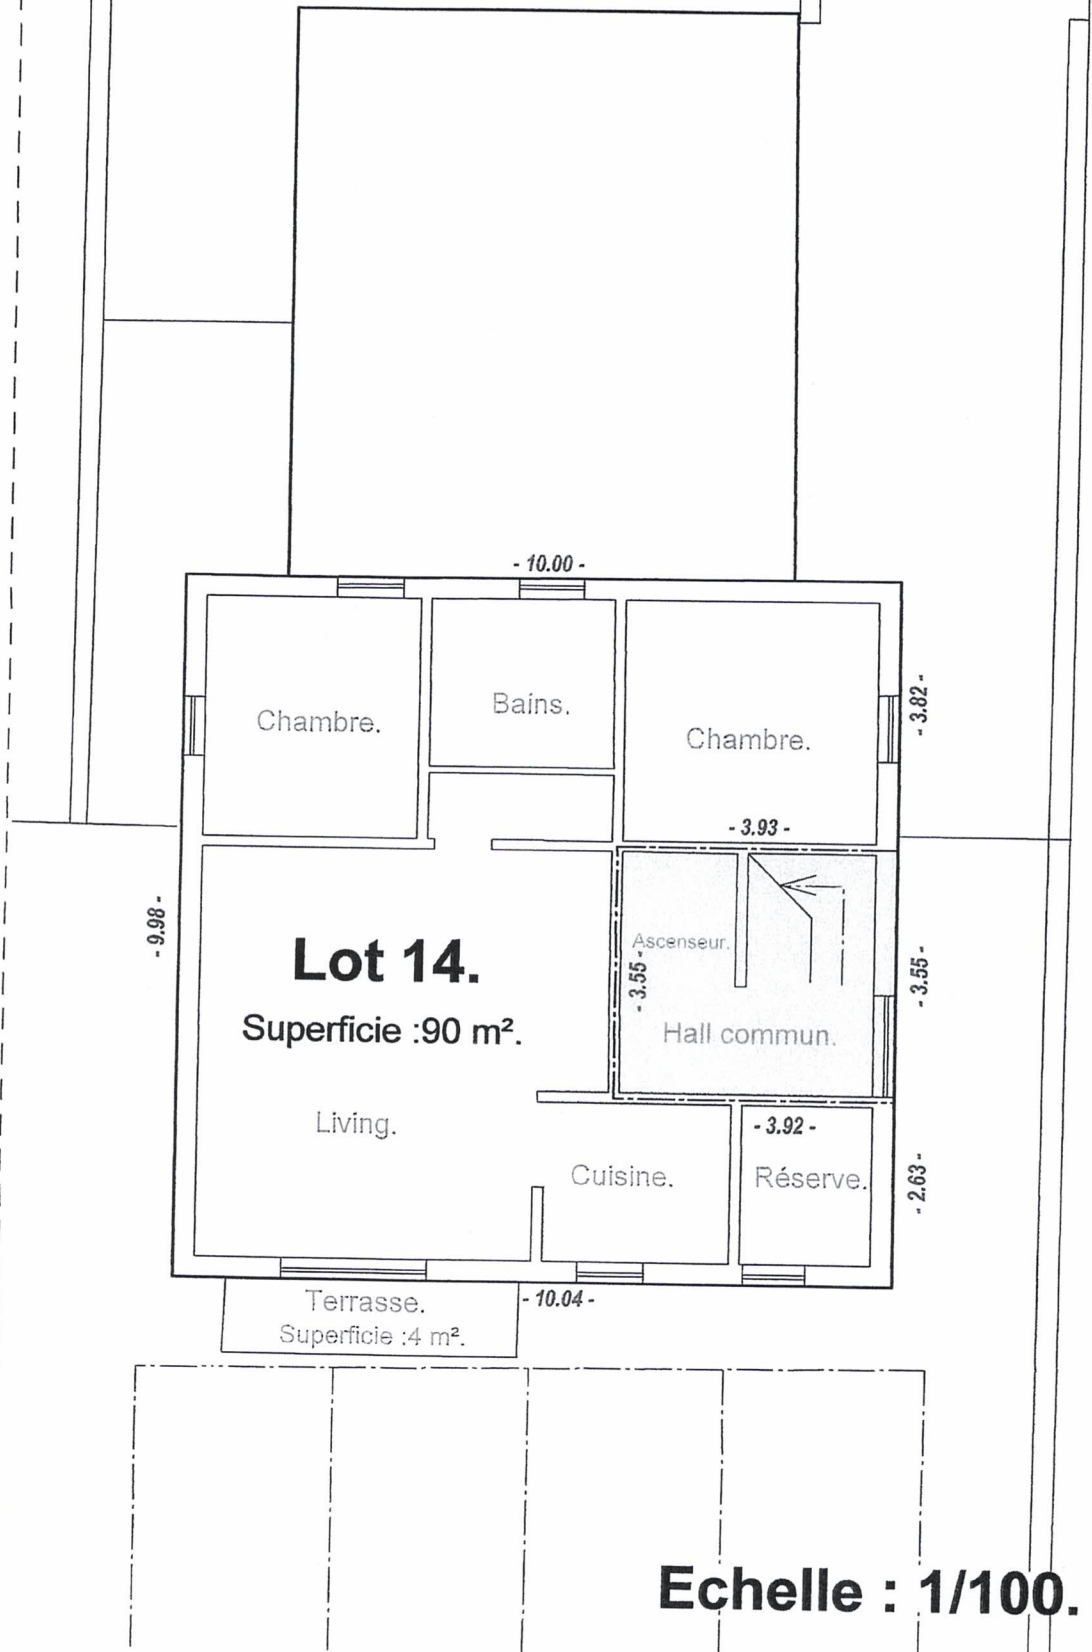 - 10.00 -
Chambre.
Bains.
Chambre.
- 3.82 -
- 3.93 -
- 9.98 -
Lot 14.
Superficie :90 m².
Ascenseur.
- 3.55 -
- 3.55 -
Hall commun.
Living.
Cuisine.
- 3.92 -
Réserve.
- 2.63 -
- 10.04 -
Terrasse.
Superficie :4 m².
Echelle : 1/100.